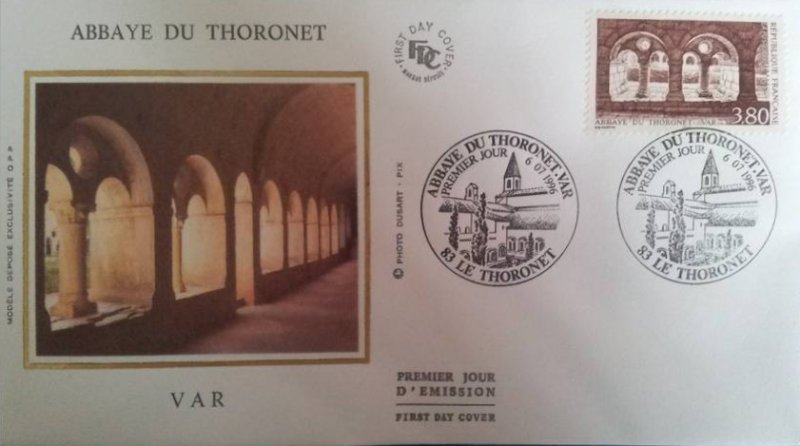 ABBAYE DU THORONET
MODÈLE DÉPOSÉ EXCLUSIVITÉ O.P.P
VAR
© PHOTO DUSART - PIX
FIRST DAY COVER
FDC
RÉPUBLIQUE FRANÇAISE
3,80
ABBAYE DU THORONET - VAR
ABBAYE DU THORONET.VAR
PREMIER JOUR 6 07 1996
83 LE THORONET
ABBAYE DU THORONET.VAR
PREMIER JOUR 6 07 1996
83 LE THORONET
PREMIER JOUR
D'EMISSION
FIRST DAY COVER